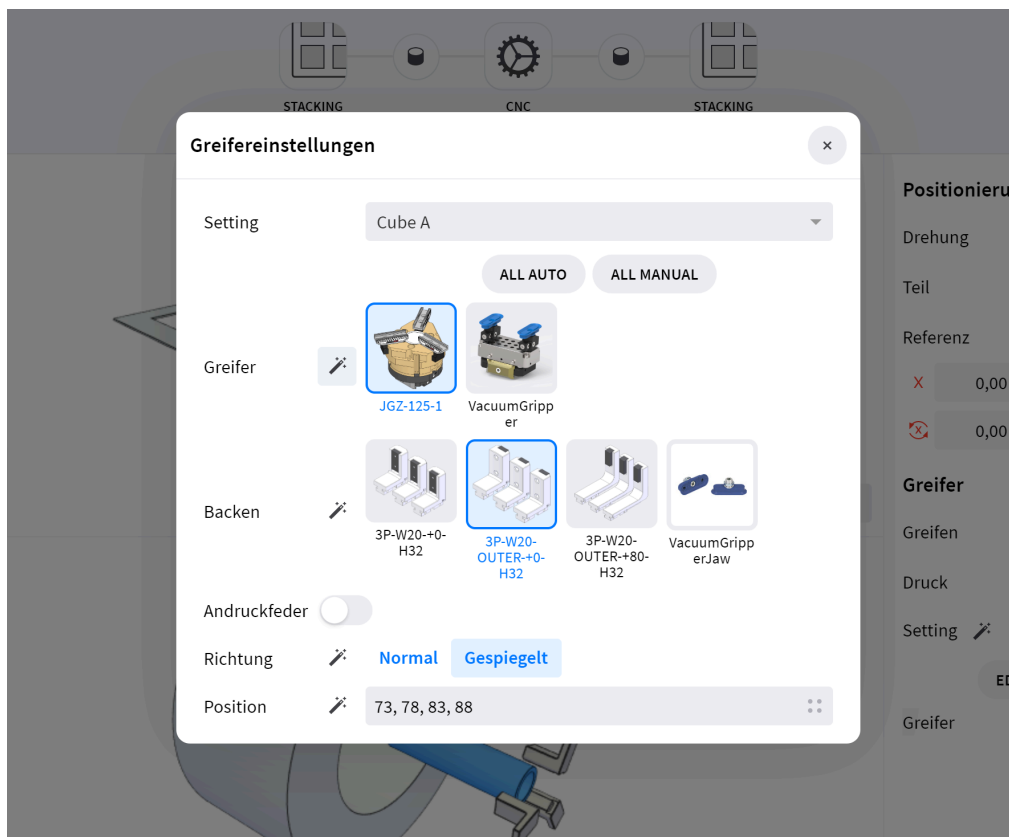 STACKING
CNC
STACKING
Greifereinstellungen
×
Setting
Cube A
ALL AUTO
ALL MANUAL
Greifer
JGZ-125-1
VacuumGripp
er
Backen
3P-W20-+0-
H32
3P-W20-
OUTER-+0-
H32
3P-W20-
OUTER-+80-
H32
VacuumGripp
erJaw
Andruckfeder
Richtung
Normal
Gespiegelt
Position
73, 78, 83, 88
Positionieru
Drehung
Teil
Referenz
X
0,00
X
0,00
Greifer
Greifen
Druck
Setting
ED
Greifer